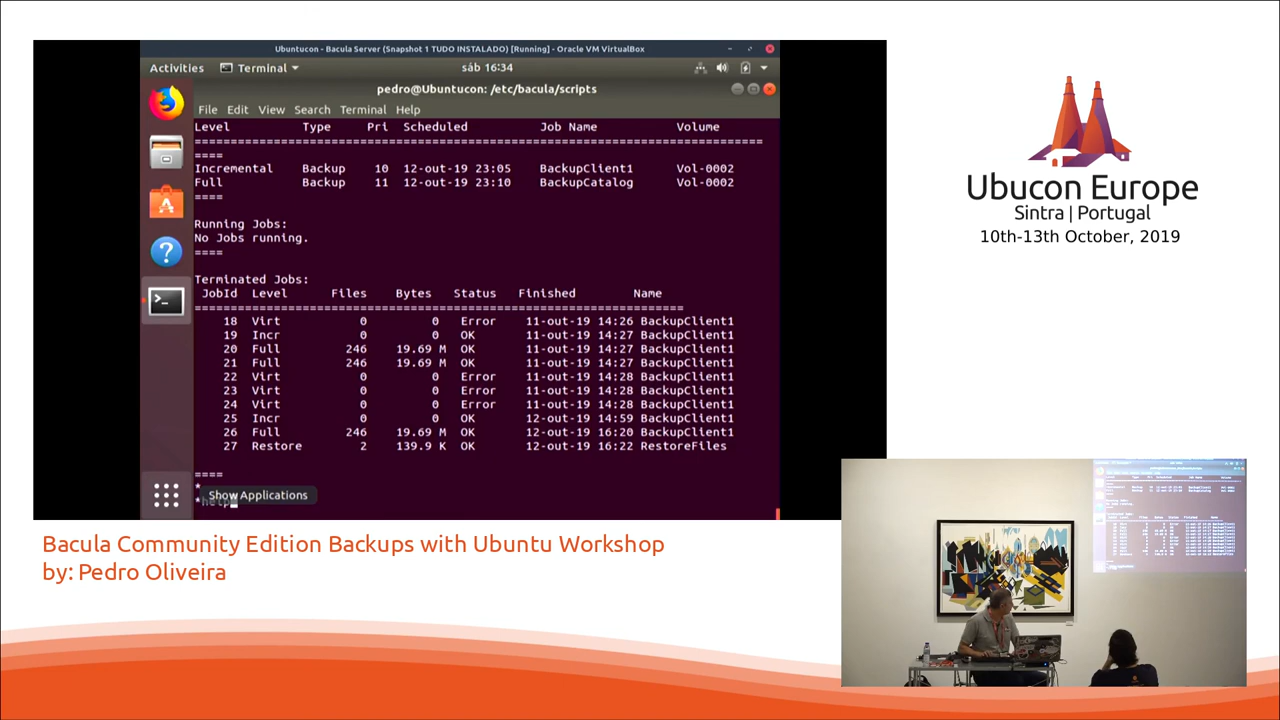 Ubuntucon - Bacula Server (Snapshot 1 TUDO INSTALADO) [Running] - Oracle VM VirtualBox
Activities Terminal sáb 16:34
pedro@Ubuntucon: /etc/bacula/scripts
File Edit View Search Terminal Help
Level Type Pri Scheduled Job Name Volume
===============================================================================
====
Incremental Backup 10 12-out-19 23:05 BackupClient1 Vol-0002
Full Backup 11 12-out-19 23:10 BackupCatalog Vol-0002
====
Running Jobs:
No Jobs running.
====
Terminated Jobs:
JobId Level Files Bytes Status Finished Name
====================================================================
18 Virt 0 0 Error 11-out-19 14:26 BackupClient1
19 Incr 0 0 OK 11-out-19 14:27 BackupClient1
20 Full 246 19.69 M OK 11-out-19 14:27 BackupClient1
21 Full 246 19.69 M OK 11-out-19 14:27 BackupClient1
22 Virt 0 0 Error 11-out-19 14:28 BackupClient1
23 Virt 0 0 Error 11-out-19 14:28 BackupClient1
24 Virt 0 0 Error 11-out-19 14:28 BackupClient1
25 Incr 0 0 OK 12-out-19 14:59 BackupClient1
26 Full 246 19.69 M OK 12-out-19 16:20 BackupClient1
27 Restore 2 139.9 K OK 12-out-19 16:22 RestoreFiles
====
*
Show Applications
*help
Ubucon Europe
Sintra | Portugal
10th-13th October, 2019
Bacula Community Edition Backups with Ubuntu Workshop
by: Pedro Oliveira